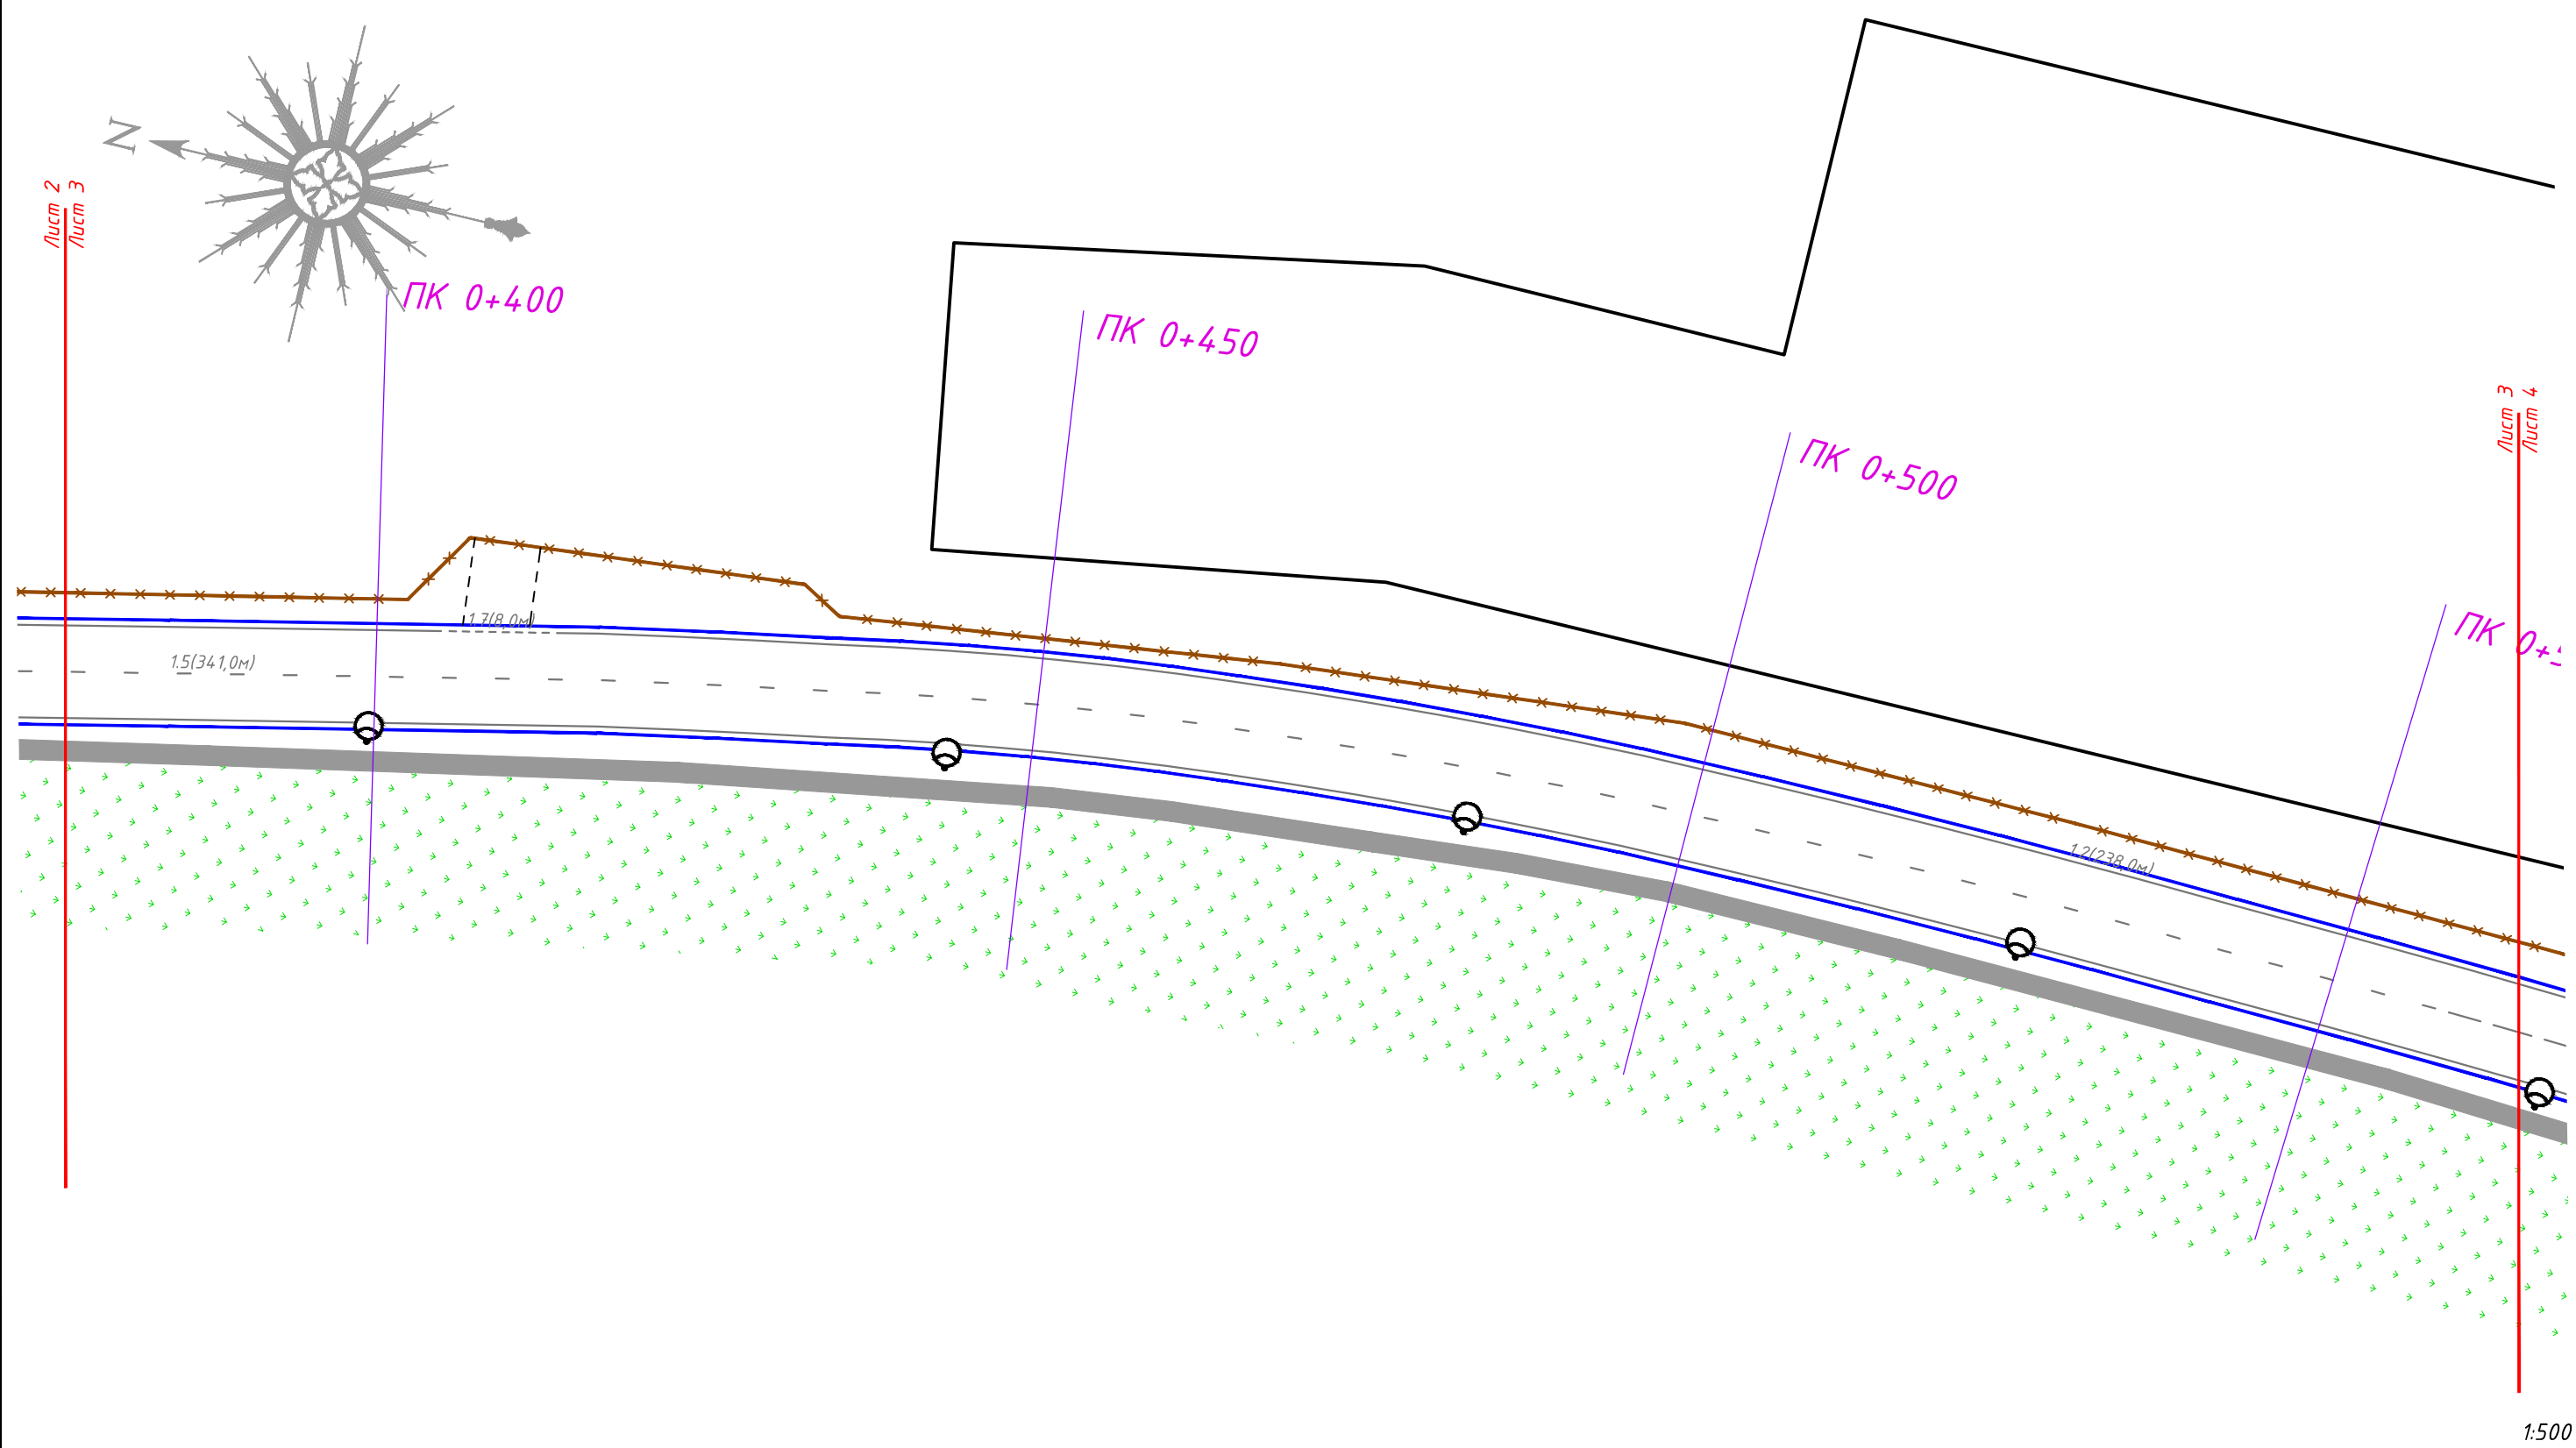 N
Лист 2
Лист 3
ПК 0+400
ПК 0+450
ПК 0+500
Лист 3
Лист 4
1.7(8,0м)
1.5(341,0м)
1.2(238,0м)
1:500